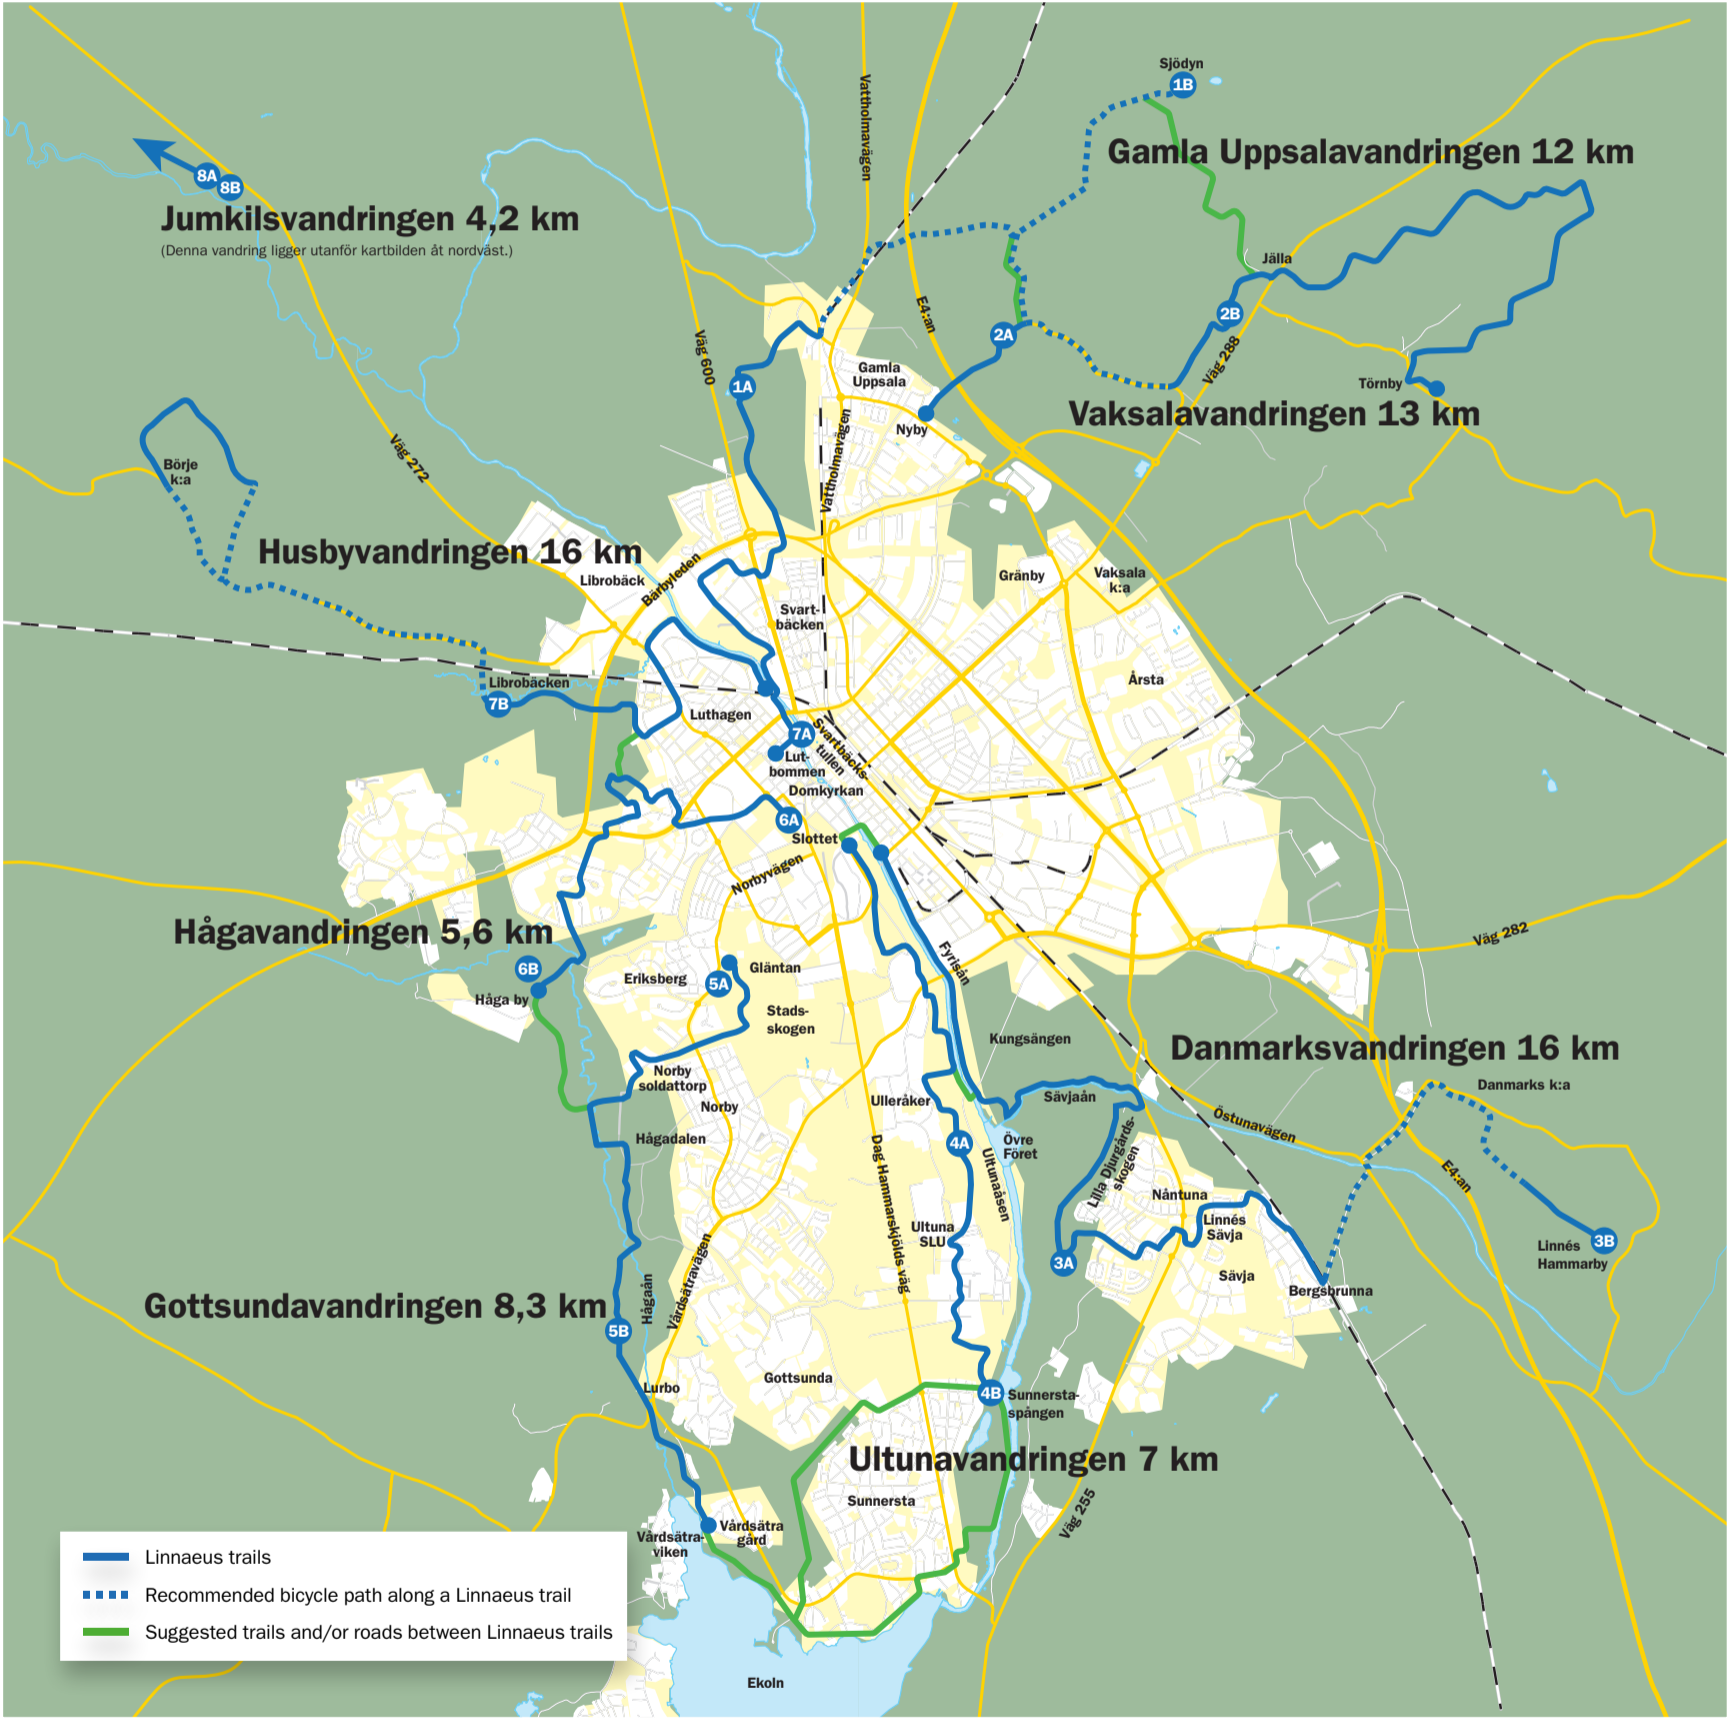 Sjödyn
1B
Gamla Uppsalavandringen 12 km
Vattholmavägen
8A
8B
Jumkilsvandringen 4,2 km
(Denna vandring ligger utanför kartbilden åt nordväst.)
Jälla
2B
E4:an
2A
Väg 288
Väg 600
1A
Gamla
Uppsala
Törnby
Vaksalavandringen 13 km
Nyby
Vattholmavägen
Väg 272
Börje
k:a
Husbyvandringen 16 km
Librobäck
Bärbyleden
Gränby
Vaksala
k:a
Svart-
bäcken
Årsta
Librobäcken
7B
Luthagen
7A
Svartbäcks-
tullen
Lut-
bommen
Domkyrkan
6A
Slottet
Norbyvägen
Hågavandringen 5,6 km
Väg 282
6B
Håga by
Eriksberg
5A
Gläntan
Fyrisån
Stads-
skogen
Kungsängen
Danmarksvandringen 16 km
Norby
soldattorp
Norby
Ulleråker
Sävjaån
Danmarks k:a
Östunavägen
Hågadalen
4A
Övre
Föret
Dag Hammarskjölds väg
Ultunaåsen
Lilla Djurgårds-
skogen
E4:an
Nåntuna
Linnés
Sävja
Ultuna
SLU
3A
3B
Linnés
Hammarby
Sävja
Bergsbrunna
Gottsundavandringen 8,3 km
Hågaån
Vårdsätravägen
5B
Lurbo
Gottsunda
4B
Sunnersta-
spången
Ultunavandringen 7 km
Sunnersta
Väg 255
Vårdsätra-
viken
Vårdsätra
gård
Ekoln
Linnaeus trails
Recommended bicycle path along a Linnaeus trail
Suggested trails and/or roads between Linnaeus trails